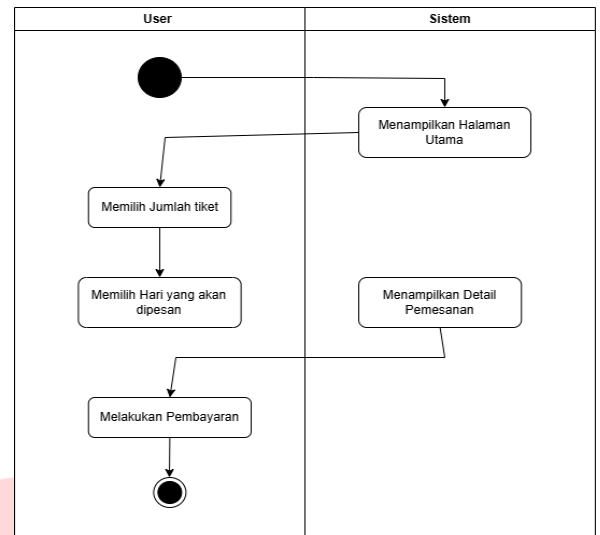 User
Sistem
Menampilkan Halaman
Utama
Memilih Jumlah tiket
Memilih Hari yang akan
dipesan
Menampilkan Detail
Pemesanan
Melakukan Pembayaran